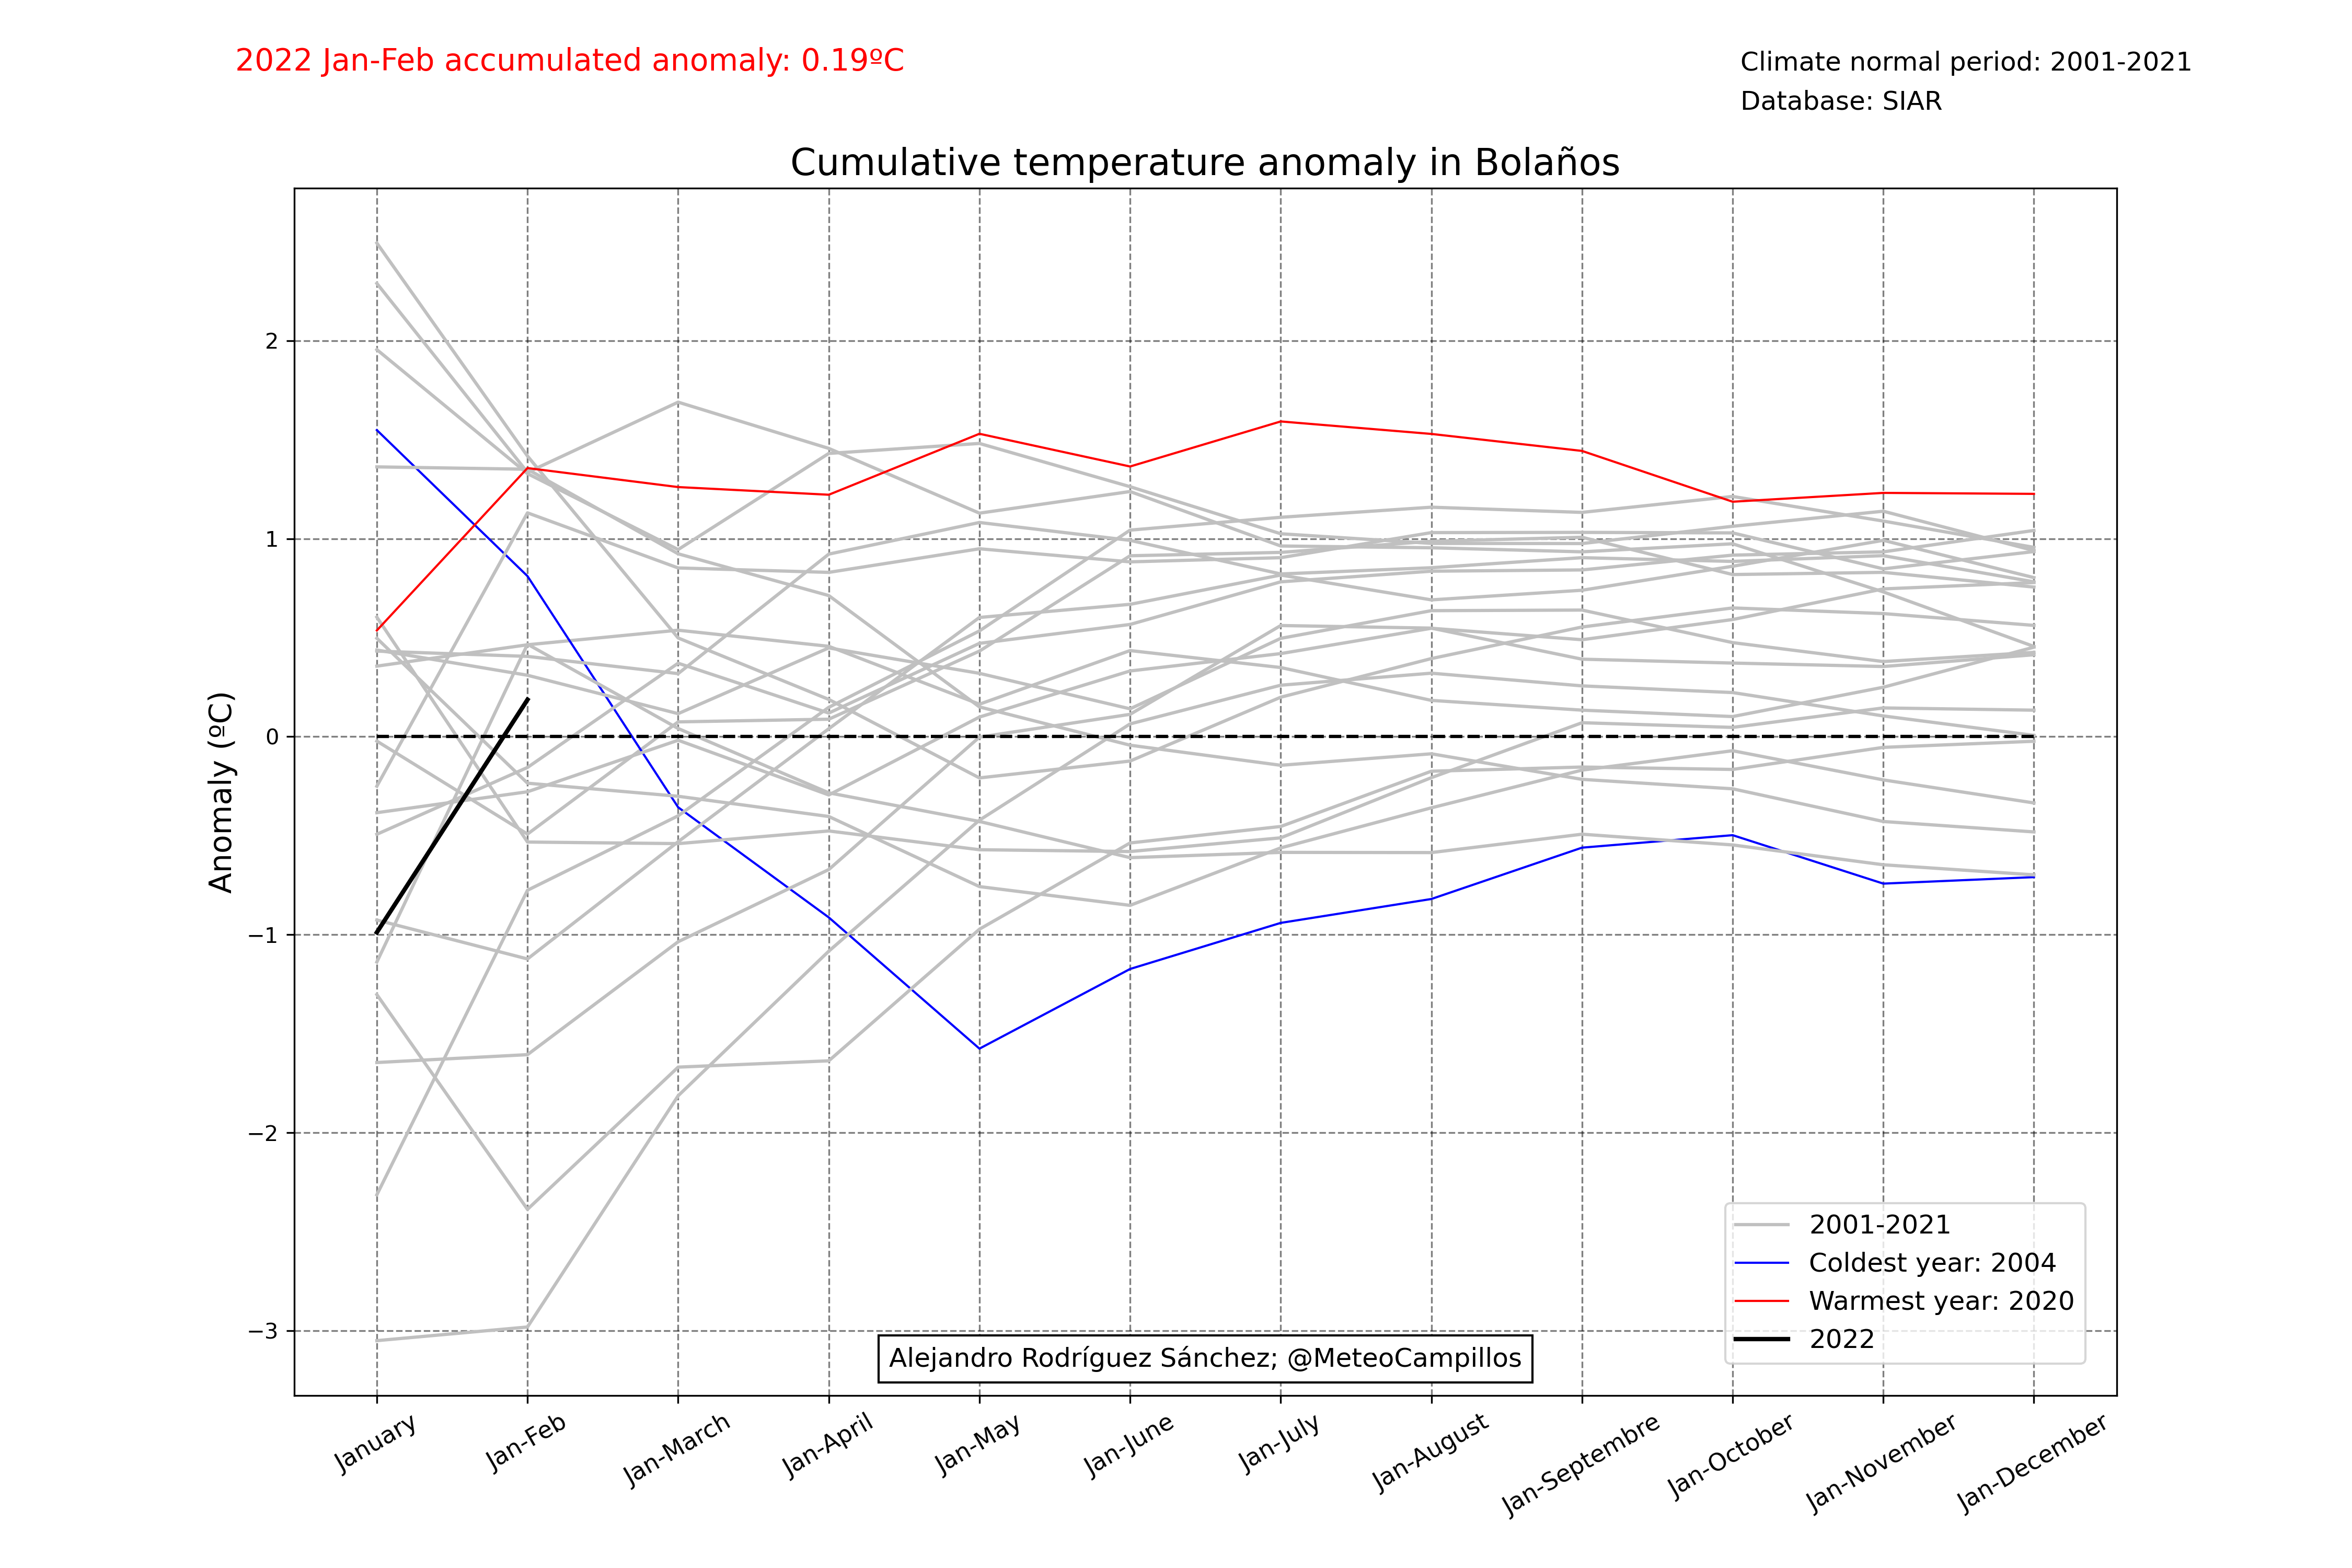 2022 Jan-Feb accumulated anomaly: 0.19ºC
Climate normal period: 2001-2021
Database: SIAR
Cumulative temperature anomaly in Bolaños
Anomaly (ºC)
2
1
0
−1
−2
−3
2001-2021
Coldest year: 2004
Warmest year: 2020
2022
Alejandro Rodríguez Sánchez; @MeteoCampillos
January
Jan-Feb
Jan-March
Jan-April
Jan-May
Jan-June
Jan-July
Jan-August
Jan-Septembre
Jan-October
Jan-November
Jan-December